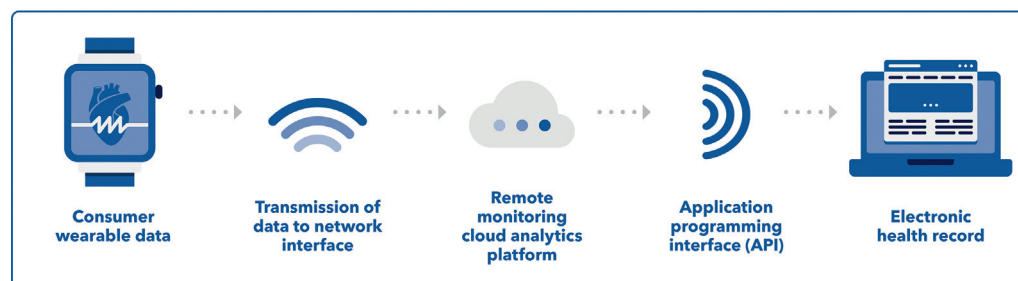 Consumer
wearable data
Transmission of
data to network
interface
Remote
monitoring
cloud analytics
platform
Application
programming
interface (API)
Electronic
health record